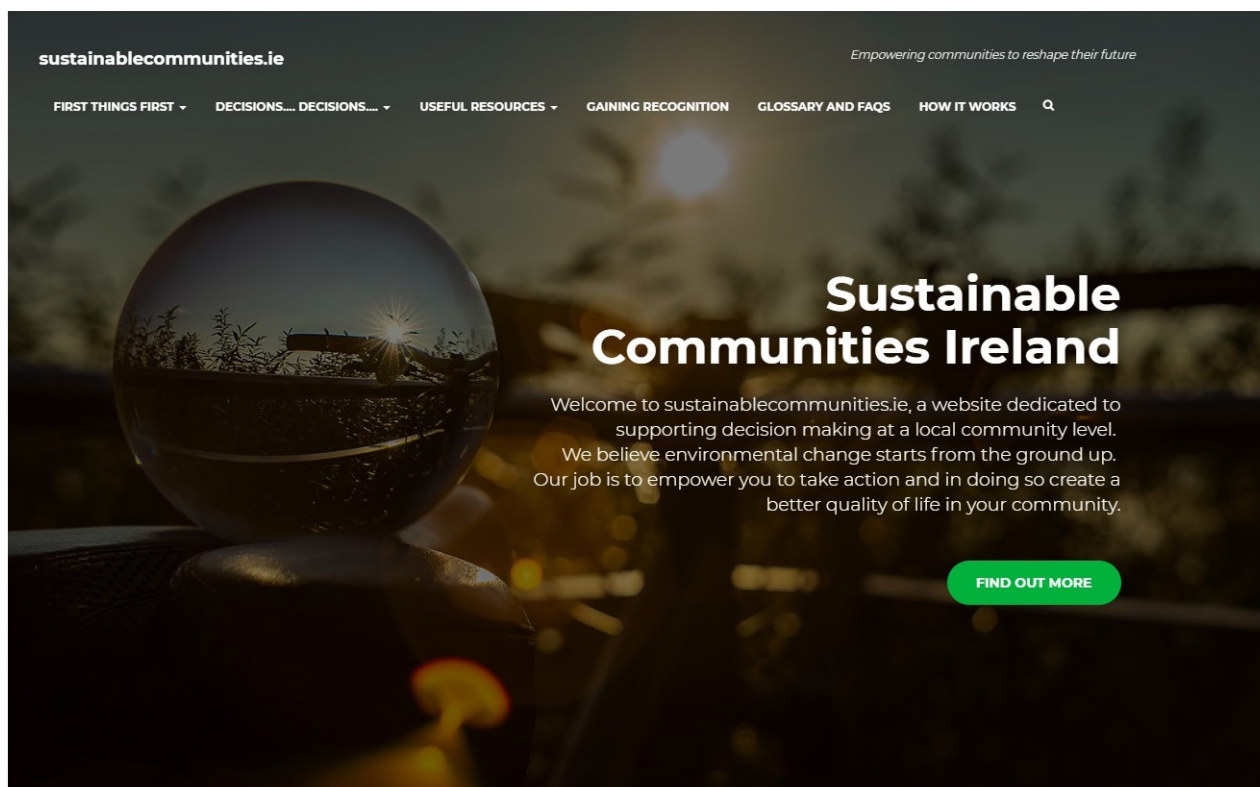 sustainablecommunities.ie
Empowering communities to reshape their future
FIRST THINGS FIRST
DECISIONS.... DECISIONS....
USEFUL RESOURCES
GAINING RECOGNITION
GLOSSARY AND FAQS
HOW IT WORKS
Sustainable
Communities Ireland
Welcome to sustainablecommunities.ie, a website dedicated to
supporting decision making at a local community level.
We believe environmental change starts from the ground up.
Our job is to empower you to take action and in doing so create a
better quality of life in your community.
FIND OUT MORE